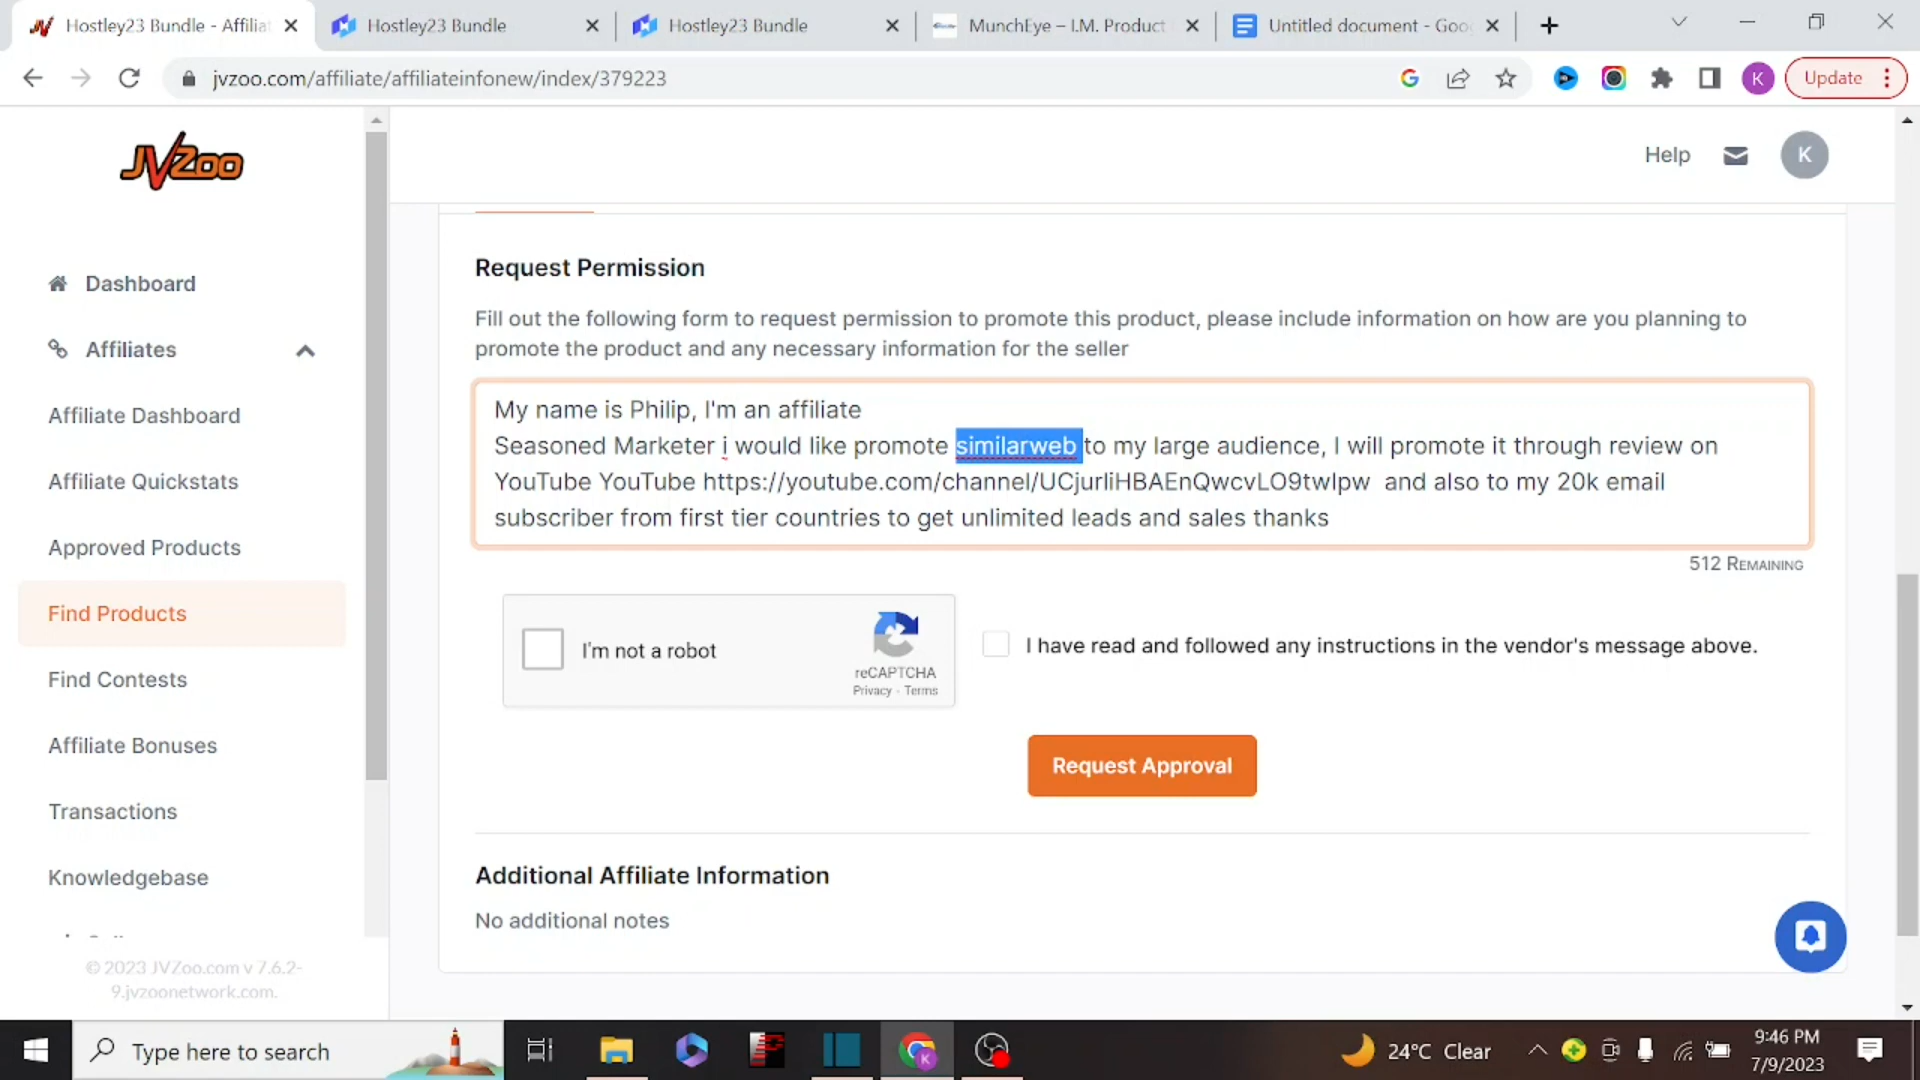 Hostley23 Bundle - Affiliat
Hostley23 Bundle
Hostley23 Bundle
MunchEye – I.M. Product
Untitled document - Goo
jvzoo.com/affiliate/affiliateinfonew/index/379223
K
Update
JVZoo
Help
K
Dashboard
Affiliates
Affiliate Dashboard
Affiliate Quickstats
Approved Products
Find Products
Find Contests
Affiliate Bonuses
Transactions
Knowledgebase
© 2023 JVZoo.com v 7.6.2-
9.jvzoonetwork.com.
Request Permission
Fill out the following form to request permission to promote this product, please include information on how are you planning to
promote the product and any necessary information for the seller
My name is Philip, I'm an affiliate
Seasoned Marketer i would like promote similarweb to my large audience, I will promote it through review on
YouTube YouTube https://youtube.com/channel/UCjurliHBAEnQwcvLO9twlpw and also to my 20k email
subscriber from first tier countries to get unlimited leads and sales thanks
512 REMAINING
I'm not a robot
reCAPTCHA
Privacy - Terms
I have read and followed any instructions in the vendor's message above.
Request Approval
Additional Affiliate Information
No additional notes
Type here to search
K
24°C Clear
9:46 PM
7/9/2023